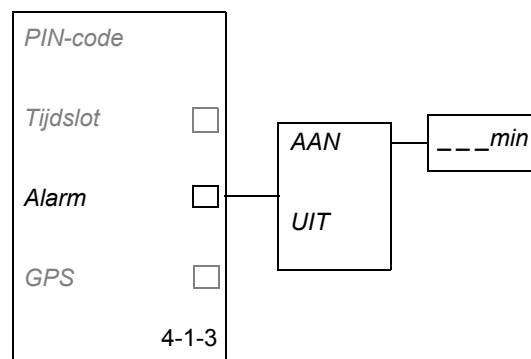 PIN-code
Tijdslot
Alarm
GPS
4-1-3
AAN
UIT
_ _ _min